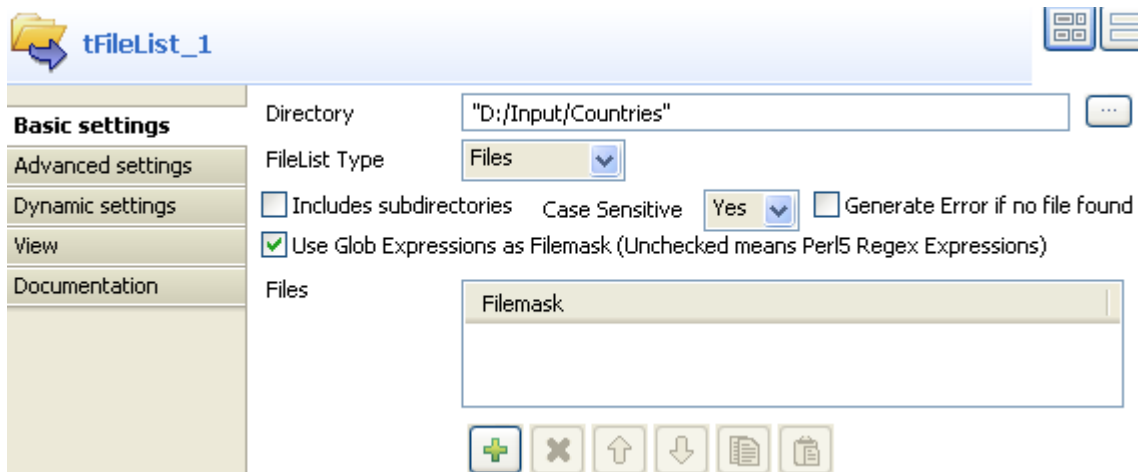 tFileList_1
Basic settings
Advanced settings
Dynamic settings
View
Documentation
Directory "D:/Input/Countries" ...
FileList Type Files
Includes subdirectories Case Sensitive Yes Generate Error if no file found
Use Glob Expressions as Filemask (Unchecked means Perl5 Regex Expressions)
Files Filemask